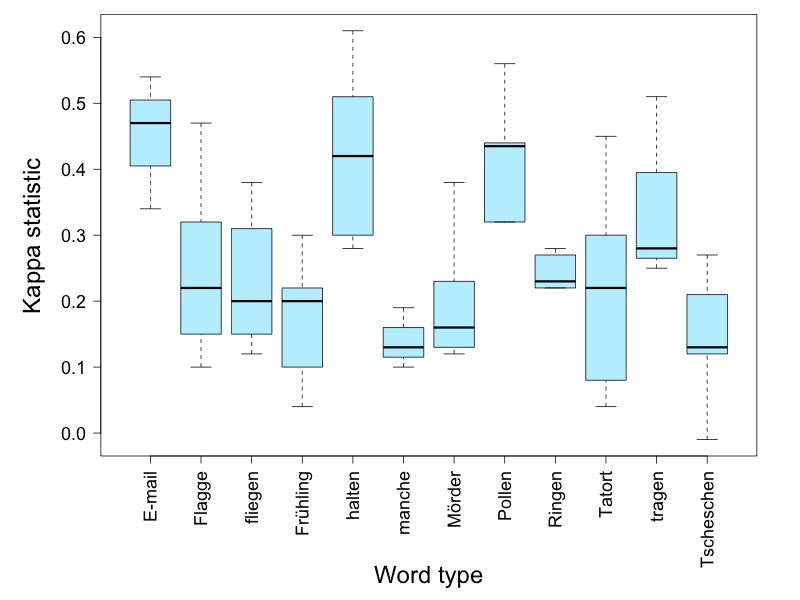 Kappa statistic
0.6
0.5
0.4
0.3
0.2
0.1
0.0
E-mail
Flagge
fliegen
Frühling
halten
manche
Mörder
Pollen
Ringen
Tatort
tragen
Tscheschen
Word type